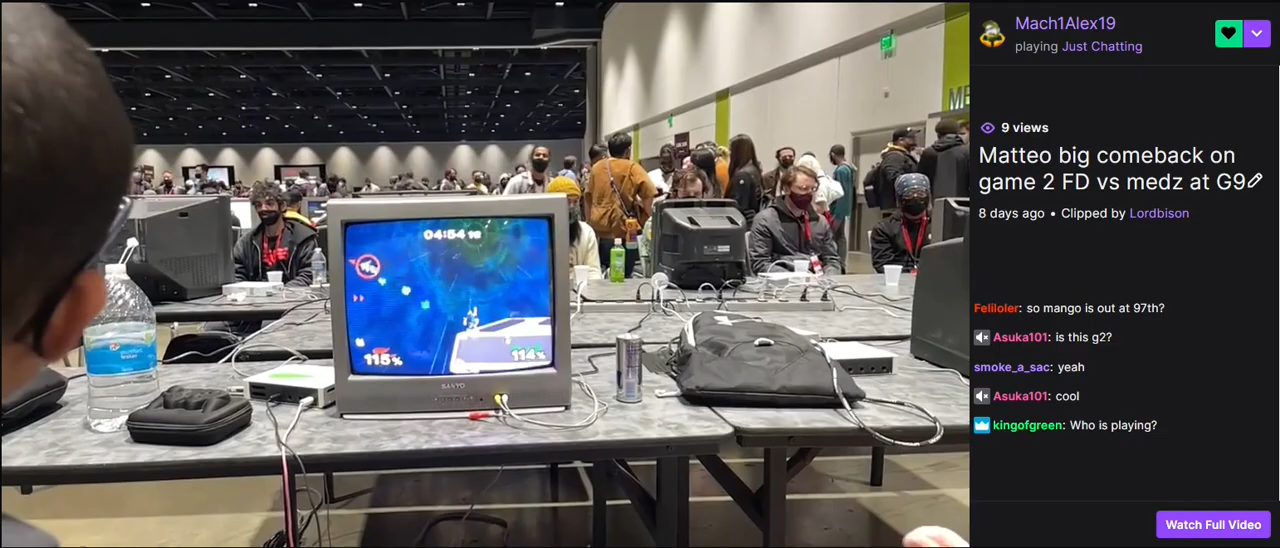 Mach1Alex19
playing Just Chatting
9 views
Matteo big comeback on
game 2 FD vs medz at G9
8 days ago • Clipped by Lordbison
04:54
115%
114%
SANYO
Feliloler: so mango is out at 97th?
Asuka101: is this g2?
smoke_a_sac: yeah
Asuka101: cool
kingofgreen: Who is playing?
Watch Full Video